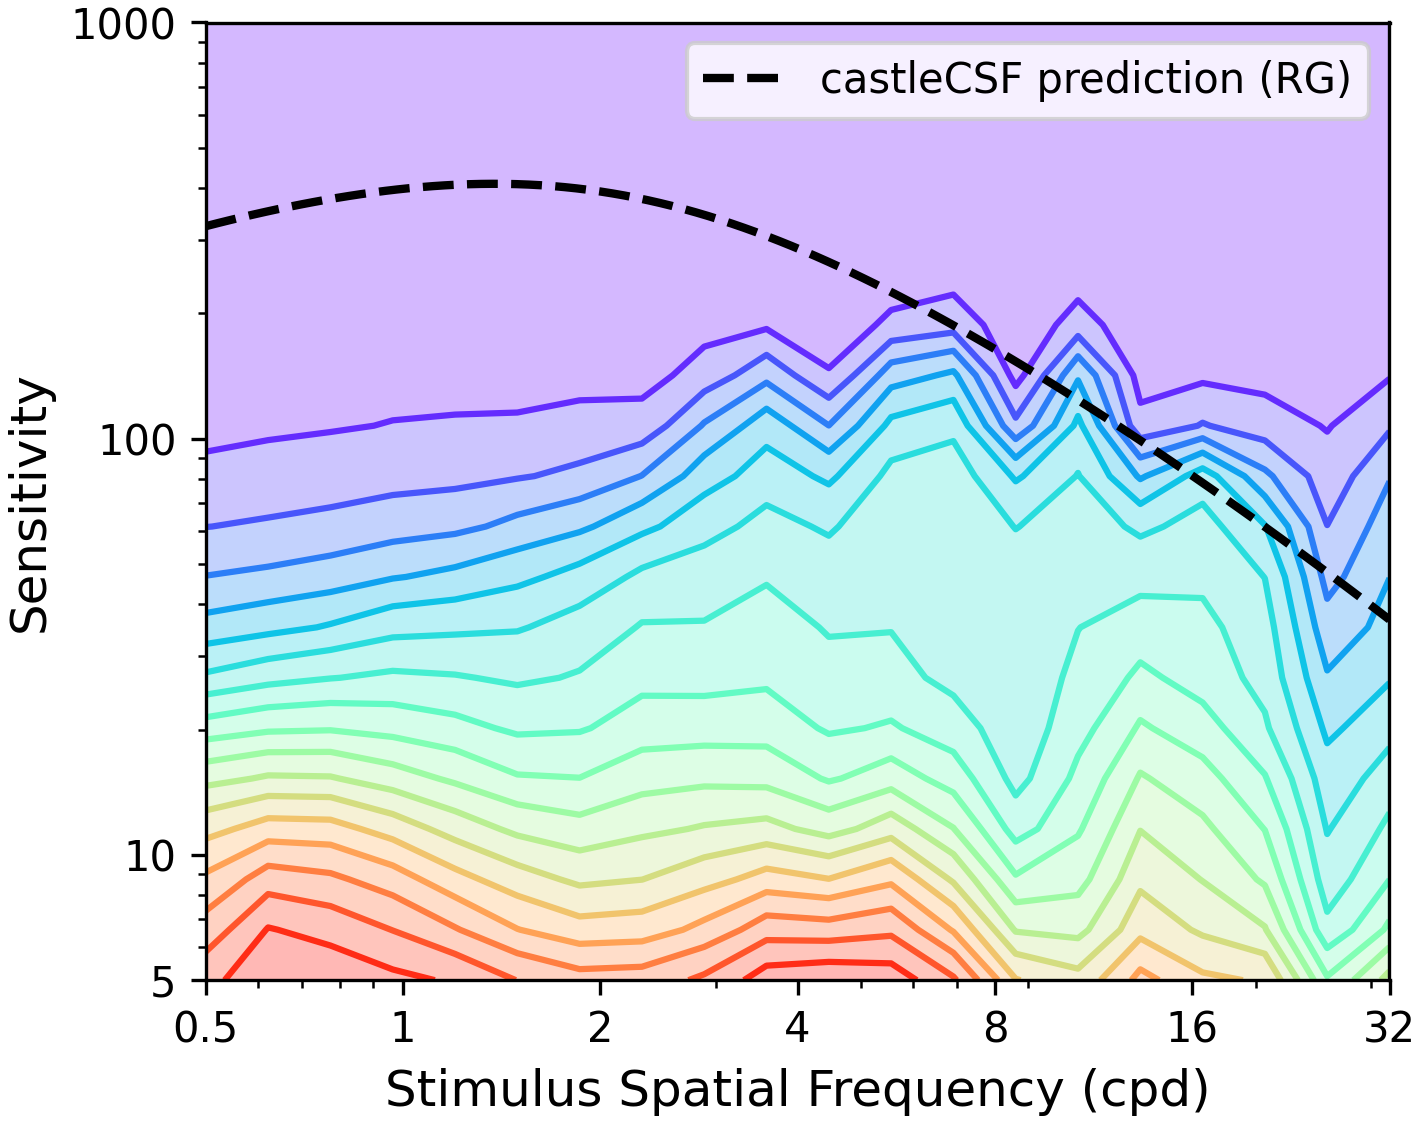 1000
castleCSF prediction (RG)
100
Sensitivity
10
5
0.5 1 2 4 8 16 32
Stimulus Spatial Frequency (cpd)